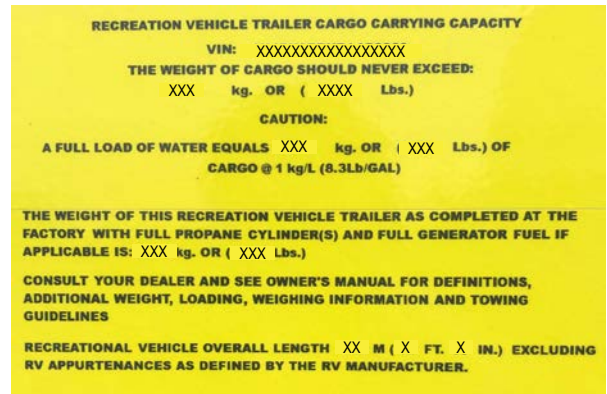 RECREATION VEHICLE TRAILER CARGO CARRYING CAPACITY
VIN: XXXXXXXXXXXXXXXXX
THE WEIGHT OF CARGO SHOULD NEVER EXCEED:
XXX kg. OR ( XXXX Lbs.)
CAUTION:
A FULL LOAD OF WATER EQUALS XXX kg. OR ( XXX Lbs.) OF
CARGO @ 1 kg/L (8.3Lb/GAL)
THE WEIGHT OF THIS RECREATION VEHICLE TRAILER AS COMPLETED AT THE
FACTORY WITH FULL PROPANE CYLINDER(S) AND FULL GENERATOR FUEL IF
APPLICABLE IS: XXX kg. OR ( XXX Lbs.)
CONSULT YOUR DEALER AND SEE OWNER'S MANUAL FOR DEFINITIONS,
ADDITIONAL WEIGHT, LOADING, WEIGHING INFORMATION AND TOWING
GUIDELINES
RECREATIONAL VEHICLE OVERALL LENGTH XX M ( X FT. X IN.) EXCLUDING
RV APPURTENANCES AS DEFINED BY THE RV MANUFACTURER.